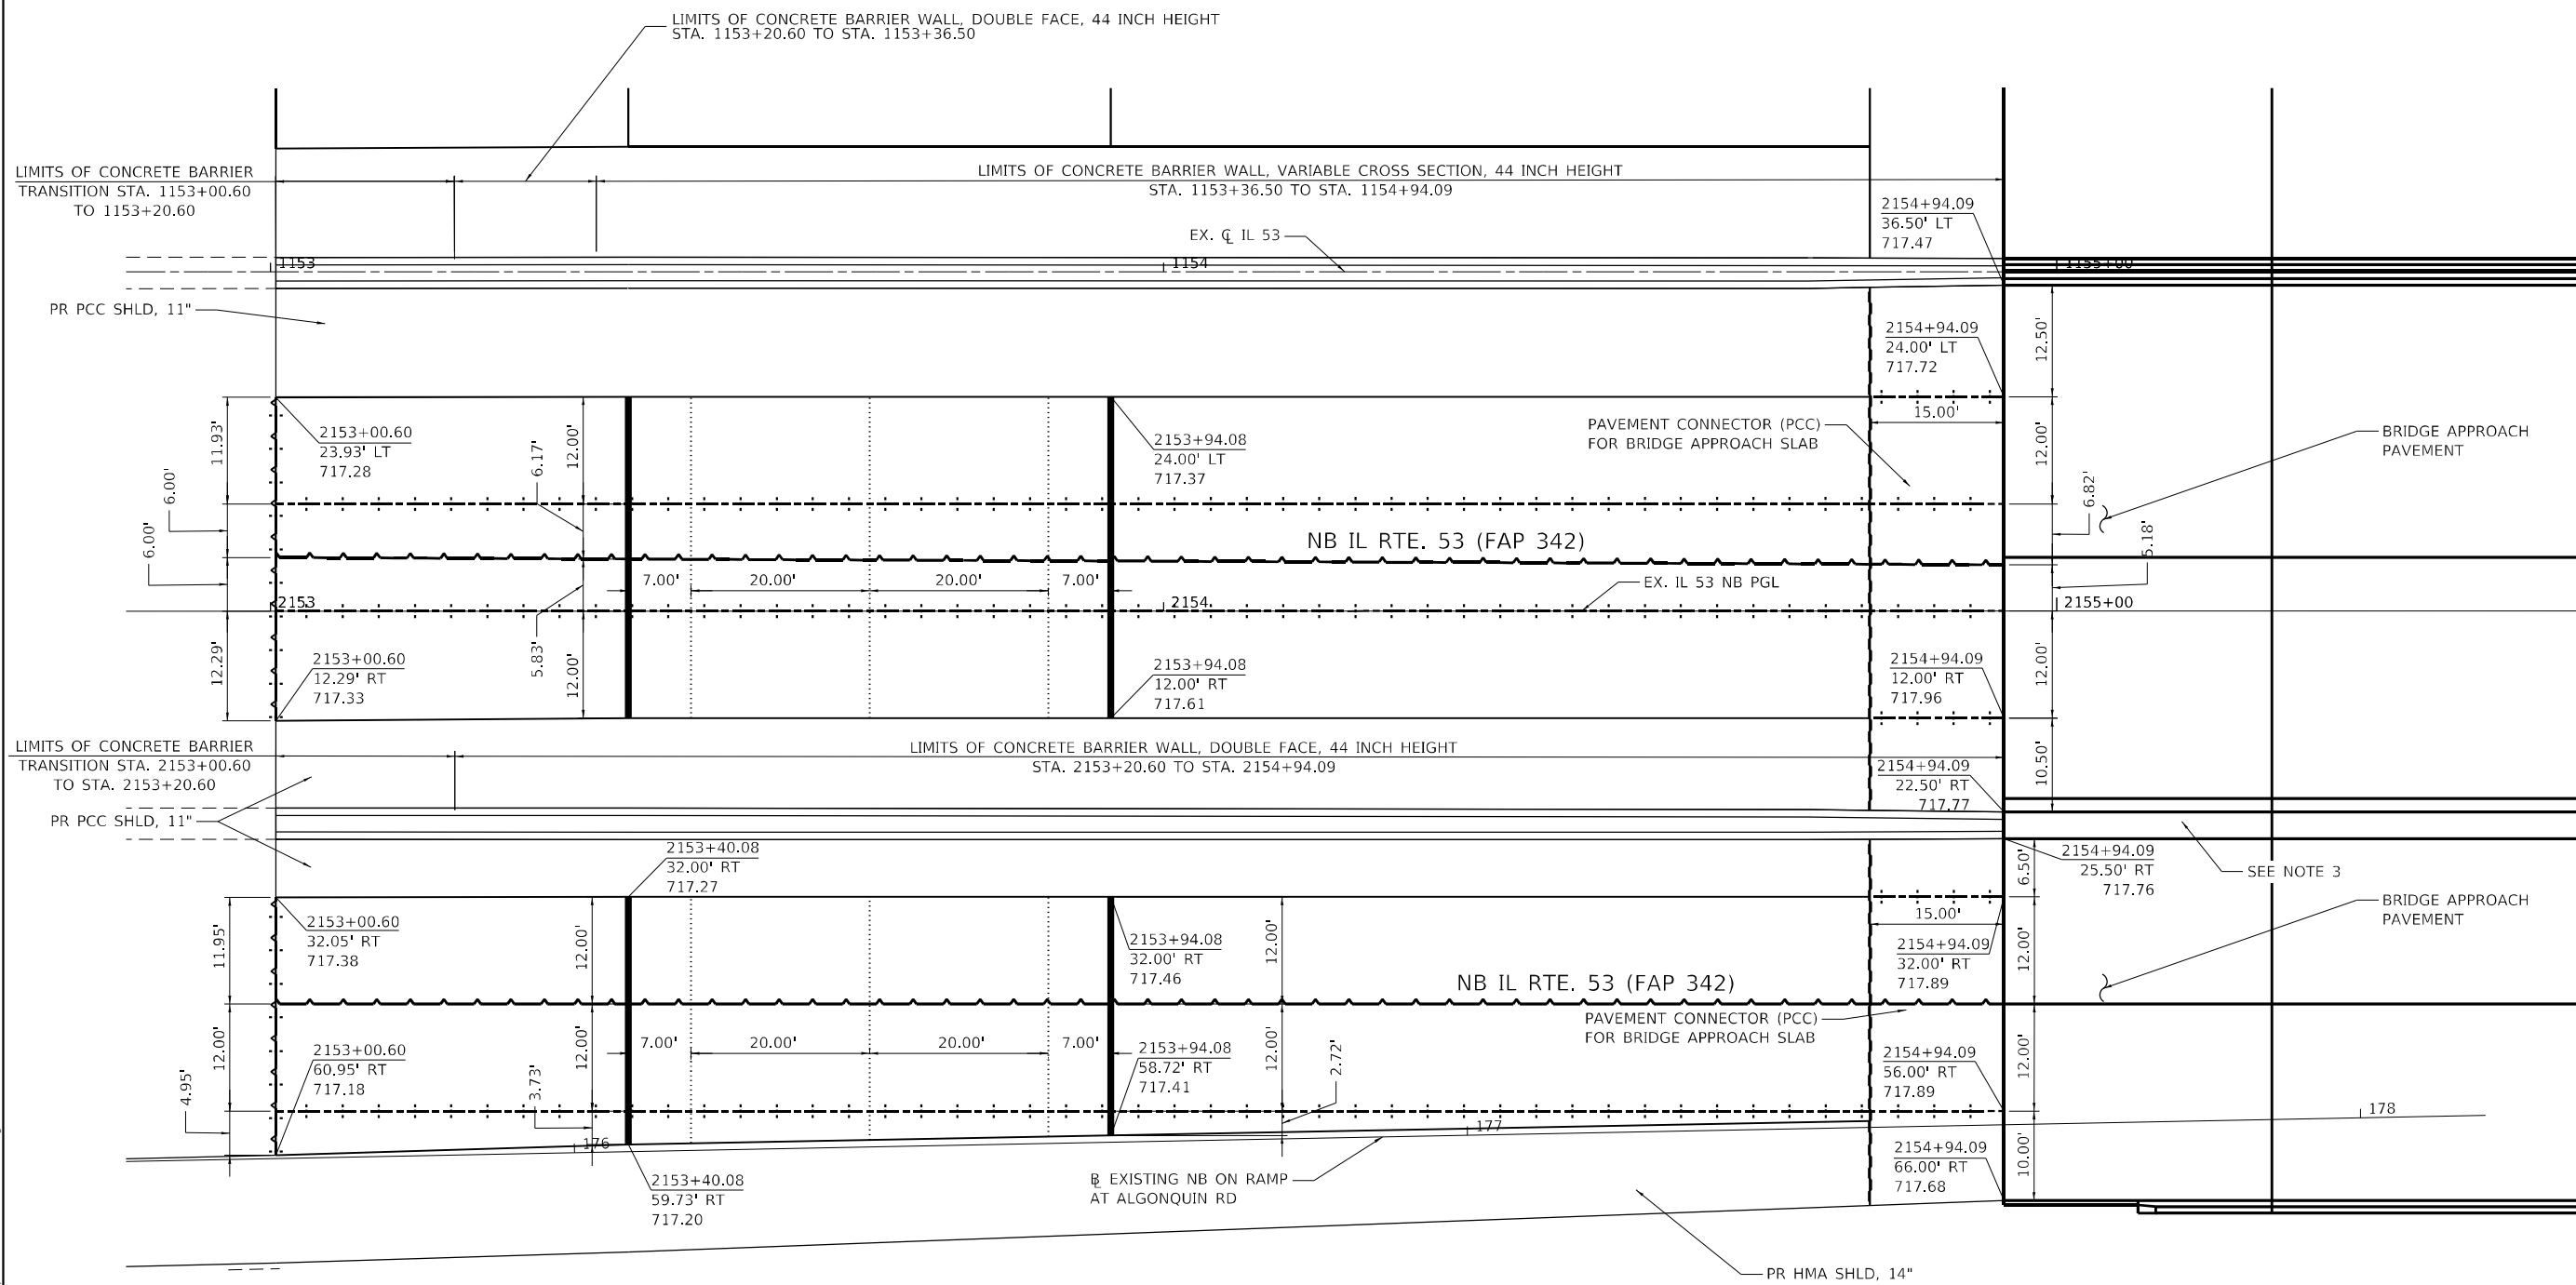 LIMITS OF CONCRETE BARRIER WALL, DOUBLE FACE, 44 INCH HEIGHT
STA. 1153+20.60 TO STA. 1153+36.50
LIMITS OF CONCRETE BARRIER
TRANSITION STA. 1153+00.60
TO 1153+20.60
LIMITS OF CONCRETE BARRIER WALL, VARIABLE CROSS SECTION, 44 INCH HEIGHT
STA. 1153+36.50 TO STA. 1154+94.09
2154+94.09
36.50' LT
717.47
EX. ℄ IL 53
1153
1154
1155+00
PR PCC SHLD, 11"
2154+94.09
24.00' LT
717.72
12.50'
15.00'
PAVEMENT CONNECTOR (PCC)
FOR BRIDGE APPROACH SLAB
BRIDGE APPROACH
PAVEMENT
11.93'
2153+00.60
23.93' LT
717.28
6.17'
12.00'
2153+94.08
24.00' LT
717.37
12.00'
6.00'
6.00'
6.82'
5.18'
NB IL RTE. 53 (FAP 342)
7.00'
20.00'
20.00'
7.00'
EX. IL 53 NB PGL
2153
2154
2155+00
12.29'
2153+00.60
12.29' RT
717.33
5.83'
12.00'
2153+94.08
12.00' RT
717.61
2154+94.09
12.00' RT
717.96
12.00'
LIMITS OF CONCRETE BARRIER
TRANSITION STA. 2153+00.60
TO STA. 2153+20.60
LIMITS OF CONCRETE BARRIER WALL, DOUBLE FACE, 44 INCH HEIGHT
STA. 2153+20.60 TO STA. 2154+94.09
2154+94.09
22.50' RT
717.77
10.50'
PR PCC SHLD, 11"
2153+40.08
32.00' RT
717.27
6.50'
2154+94.09
25.50' RT
717.76
SEE NOTE 3
BRIDGE APPROACH
PAVEMENT
11.95'
2153+00.60
32.05' RT
717.38
12.00'
2153+94.08
32.00' RT
717.46
12.00'
15.00'
2154+94.09
32.00' RT
717.89
12.00'
NB IL RTE. 53 (FAP 342)
PAVEMENT CONNECTOR (PCC)
FOR BRIDGE APPROACH SLAB
12.00'
2153+00.60
60.95' RT
717.18
12.00'
7.00'
20.00'
20.00'
7.00'
2153+94.08
58.72' RT
717.41
12.00'
2.72'
2154+94.09
56.00' RT
717.89
12.00'
4.95'
3.73'
176
177
178
2153+40.08
59.73' RT
717.20
℄ EXISTING NB ON RAMP
AT ALGONQUIN RD
2154+94.09
66.00' RT
717.68
10.00'
PR HMA SHLD, 14"